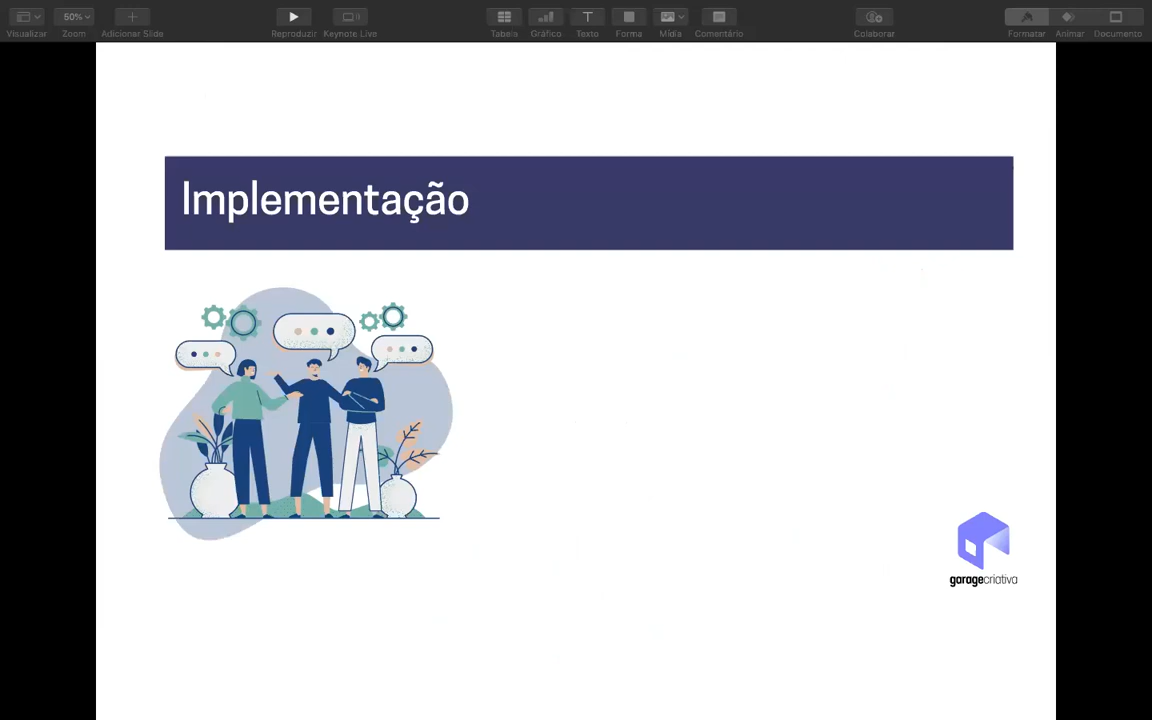 50%
Visualizar Zoom Adicionar Slide Reproduzir Keynote Live Tabela Gráfico Texto Forma Mídia Comentário Colaborar Formatar Animar Documento
Implementação
garagecriativa